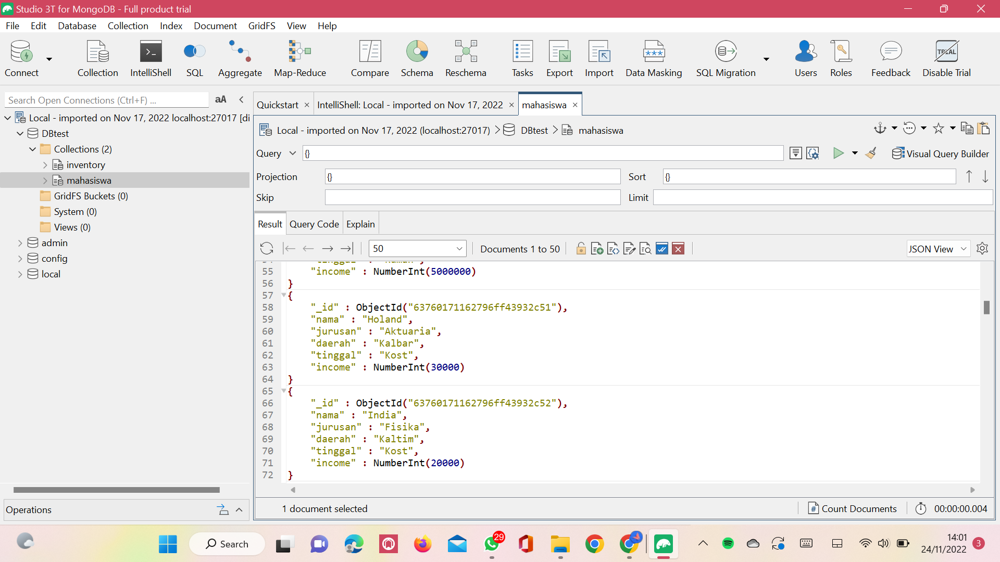 Studio 3T for MongoDB - Full product trial
File Edit Database Collection Index Document GridFS View Help
Connect Collection IntelliShell SQL Aggregate Map-Reduce Compare Schema Reschema Tasks Export Import Data Masking SQL Migration Users Roles Feedback TRIAL Disable Trial
Search Open Connections (Ctrl+F) ... aA
Quickstart × IntelliShell: Local - imported on Nov 17, 2022 × mahasiswa ×
Local - imported on Nov 17, 2022 localhost:27017 [di
DBtest
Collections (2)
inventory
mahasiswa
GridFS Buckets (0)
System (0)
Views (0)
admin
config
local
Local - imported on Nov 17, 2022 (localhost:27017) DBtest mahasiswa
Query {} Visual Query Builder
Projection {} Sort {}
Skip Limit
Result Query Code Explain
50 Documents 1 to 50 JSON View
55 "income" : NumberInt(5000000)
56 }
57 {
58 "_id" : ObjectId("63760171162796ff43932c51"),
59 "nama" : "Holand",
60 "jurusan" : "Aktuaria",
61 "daerah" : "Kalbar",
62 "tinggal" : "Kost",
63 "income" : NumberInt(30000)
64 }
65 {
66 "_id" : ObjectId("63760171162796ff43932c52"),
67 "nama" : "India",
68 "jurusan" : "Fisika",
69 "daerah" : "Kaltim",
70 "tinggal" : "Kost",
71 "income" : NumberInt(20000)
72 }
Operations
1 document selected Count Documents 00:00:00.004
Search 29 14:01
24/11/2022 3